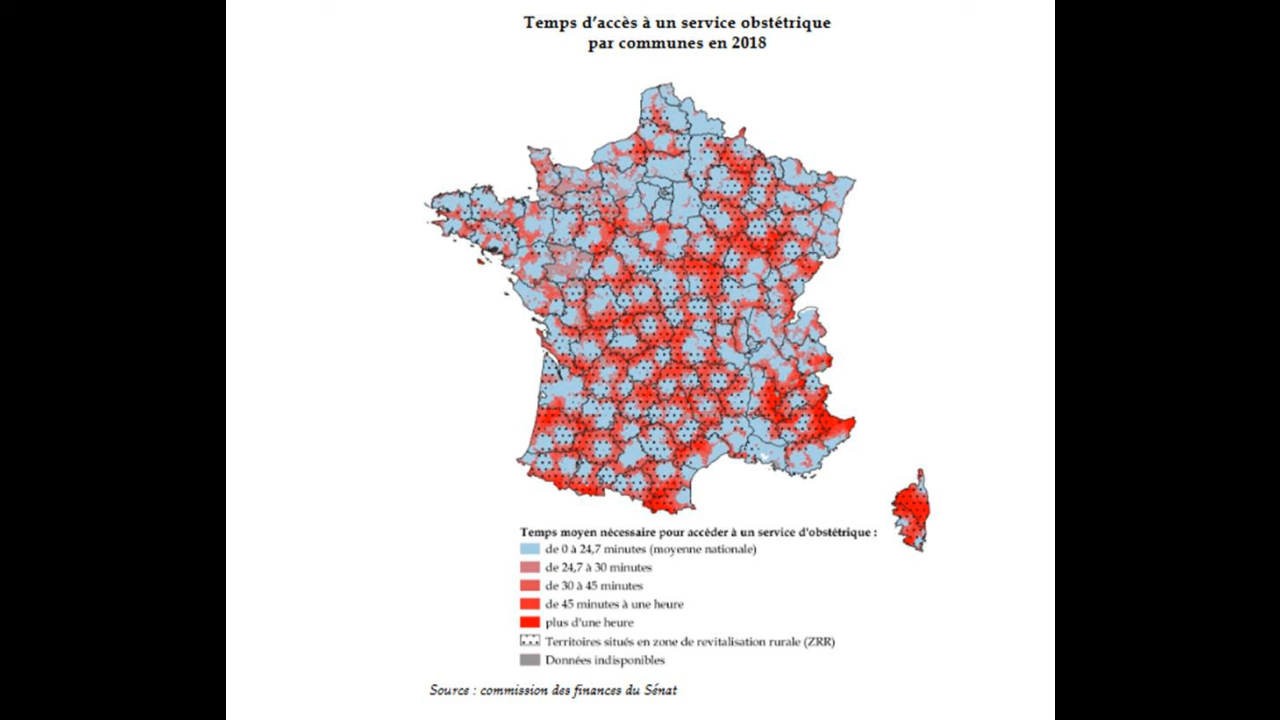 Temps d’accès à un service obstétrique
par communes en 2018
Temps moyen nécessaire pour accéder à un service d'obstétrique :
de 0 à 24,7 minutes (moyenne nationale)
de 24,7 à 30 minutes
de 30 à 45 minutes
de 45 minutes à une heure
plus d'une heure
Territoires situés en zone de revitalisation rurale (ZRR)
Données indisponibles
Source : commission des finances du Sénat